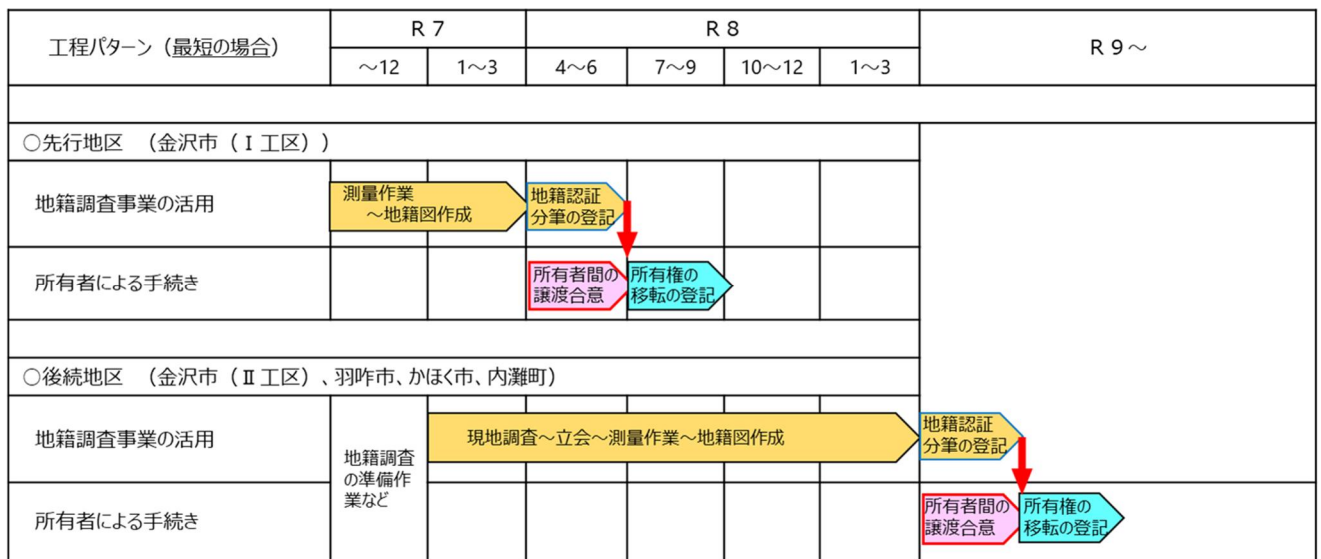 工程パターン（最短の場合）
R 7
R 8
R 9～
～12
1～3
4～6
7～9
10～12
1～3
○先行地区　（金沢市（Ⅰ工区））
地籍調査事業の活用
測量作業
～地籍図作成
地籍認証
分筆の登記
所有者による手続き
所有者間の
譲渡合意
所有権の
移転の登記
○後続地区　（金沢市（Ⅱ工区）、羽咋市、かほく市、内灘町）
地籍調査事業の活用
地籍調査
の準備作
業など
現地調査～立会～測量作業～地籍図作成
地籍認証
分筆の登記
所有者による手続き
所有者間の
譲渡合意
所有権の
移転の登記